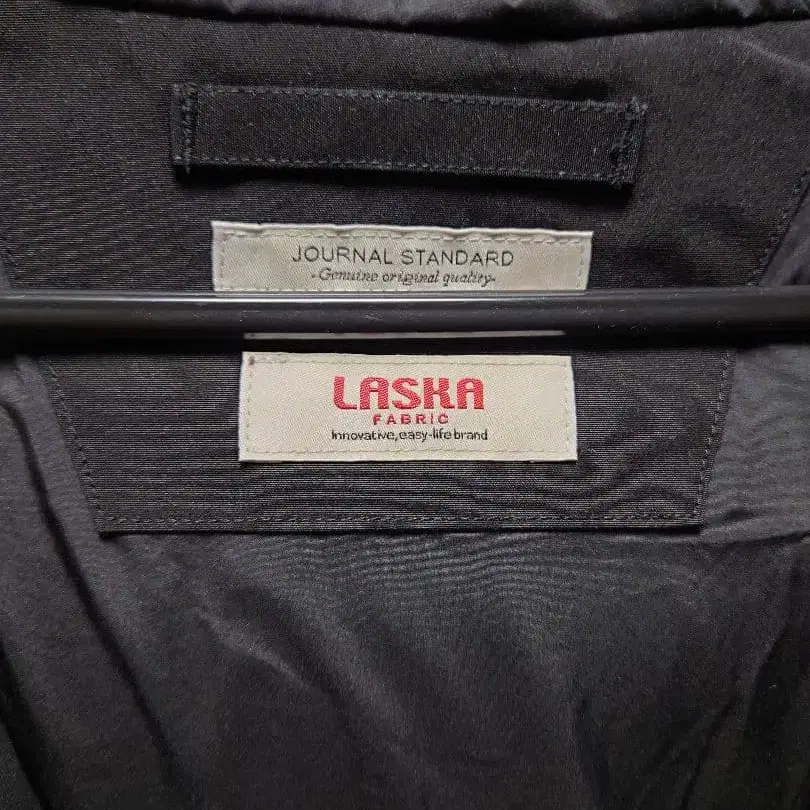 JOURNAL STANDARD
-Genuine original quality-
LASKA
FABRIC
Innovative, easy-life brand